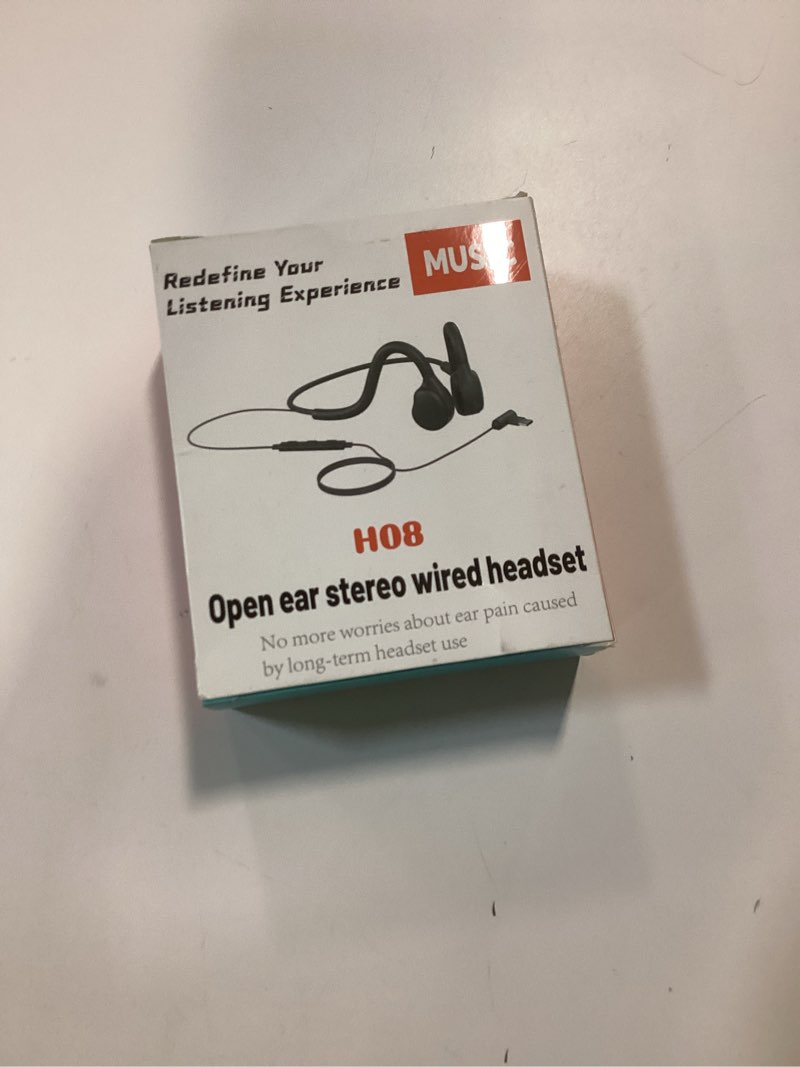 Redefine Your
Listening Experience
MUSIC
H08
Open ear stereo wired headset
No more worries about ear pain caused
by long-term headset use